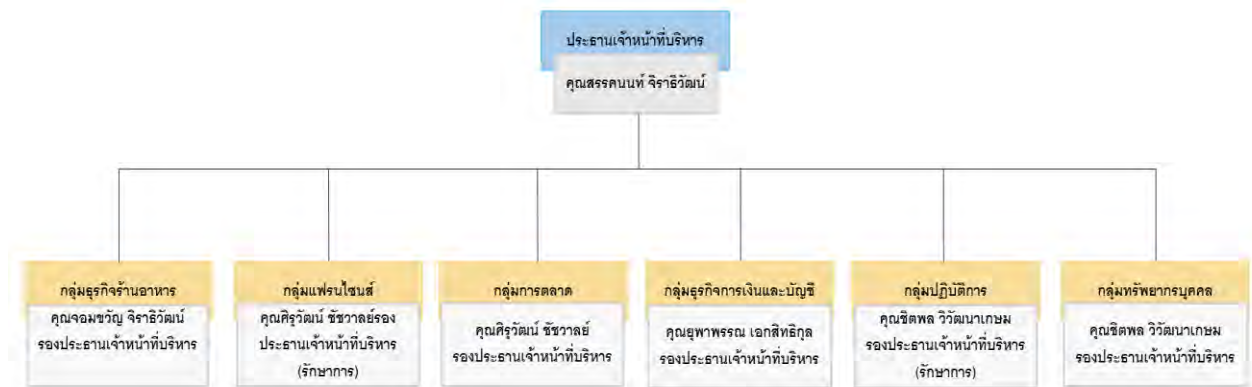 ประธานเจ้าหน้าที่บริหาร
คุณสรรคนนท์ จิราธิวัฒน์
กลุ่มธุรกิจร้านอาหาร
คุณจอมขวัญ จิราธิวัฒน์
รองประธานเจ้าหน้าที่บริหาร
กลุ่มแฟรนไชนส์
คุณศิรุวัฒน์ ชัชวาลย์รอง
ประธานเจ้าหน้าที่บริหาร
(รักษาการ)
กลุ่มการตลาด
คุณศิรุวัฒน์ ชัชวาลย์
รองประธานเจ้าหน้าที่บริหาร
กลุ่มธุรกิจการเงินและบัญชี
คุณยุพาพรรณ เอกสิทธิกุล
รองประธานเจ้าหน้าที่บริหาร
กลุ่มปฏิบัติการ
คุณชิตพล วิวัฒนาเกษม
รองประธานเจ้าหน้าที่บริหาร
(รักษาการ)
กลุ่มทรัพยากรบุคคล
คุณชิตพล วิวัฒนาเกษม
รองประธานเจ้าหน้าที่บริหาร